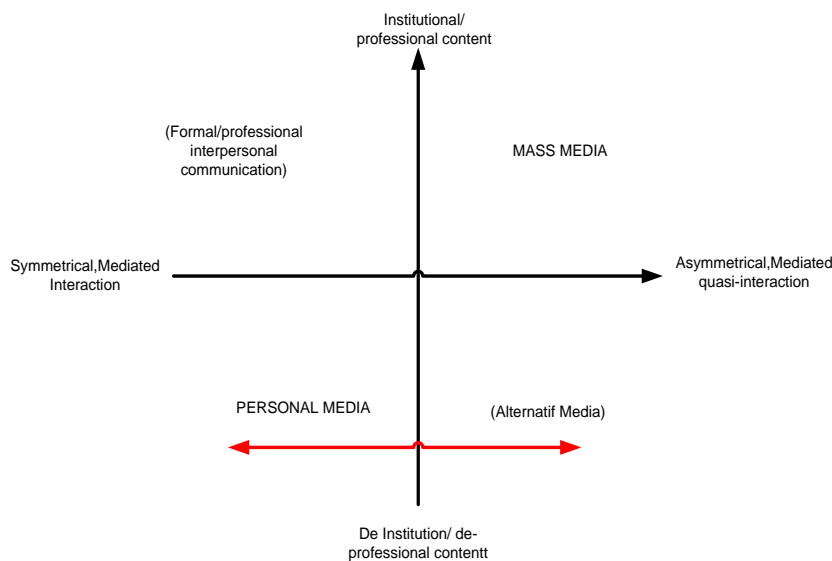 Institutional/
professional content
(Formal/professional
interpersonal
communication)
MASS MEDIA
Symmetrical,Mediated
Interaction
Asymmetrical,Mediated
quasi-interaction
PERSONAL MEDIA
(Alternatif Media)
De Institution/ de-
professional contentt